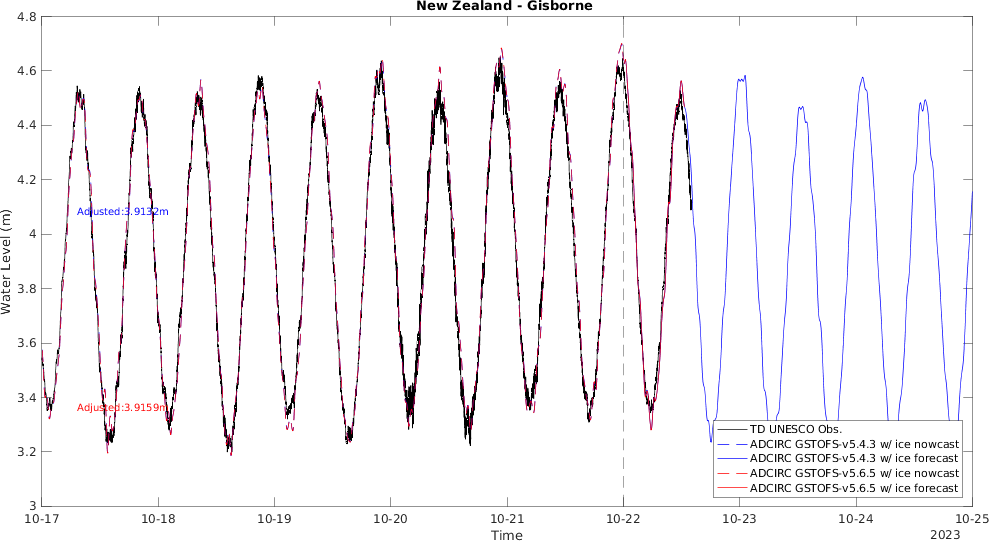 New Zealand - Gisborne
4.8
4.6
4.4
4.2
4
3.8
3.6
3.4
3.2
3
Water Level (m)
Adjusted:3.9132m
Adjusted:3.9159m
TD UNESCO Obs.
ADCIRC GSTOFS-v5.4.3 w/ ice nowcast
ADCIRC GSTOFS-v5.4.3 w/ ice forecast
ADCIRC GSTOFS-v5.6.5 w/ ice nowcast
ADCIRC GSTOFS-v5.6.5 w/ ice forecast
10-17 10-18 10-19 10-20 10-21 10-22 10-23 10-24 10-25
Time
2023